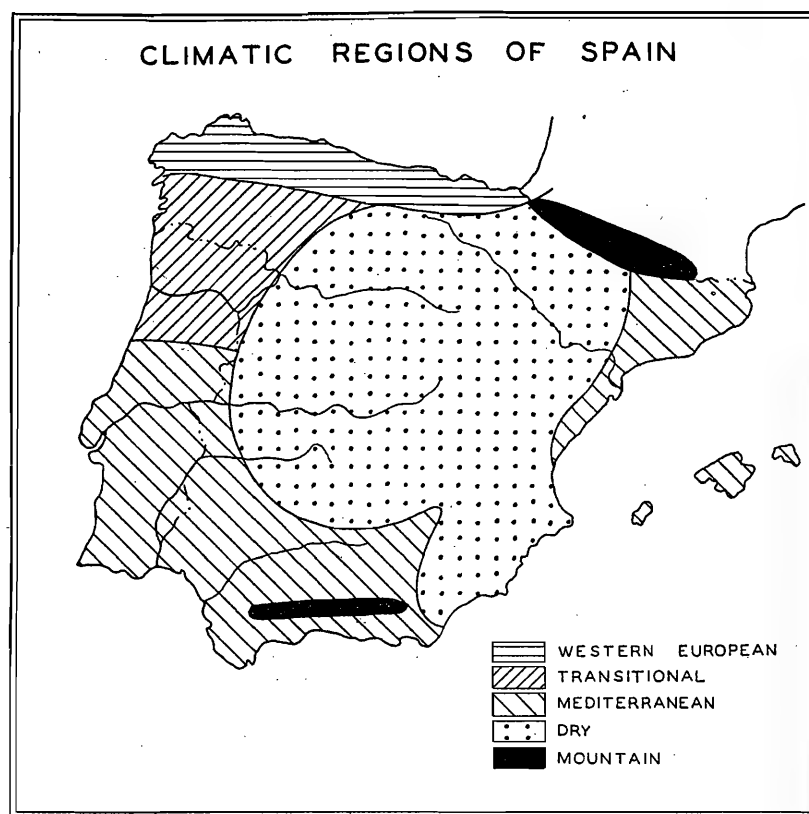 CLIMATIC REGIONS OF SPAIN
WESTERN EUROPEAN
TRANSITIONAL
MEDITERRANEAN
DRY
MOUNTAIN